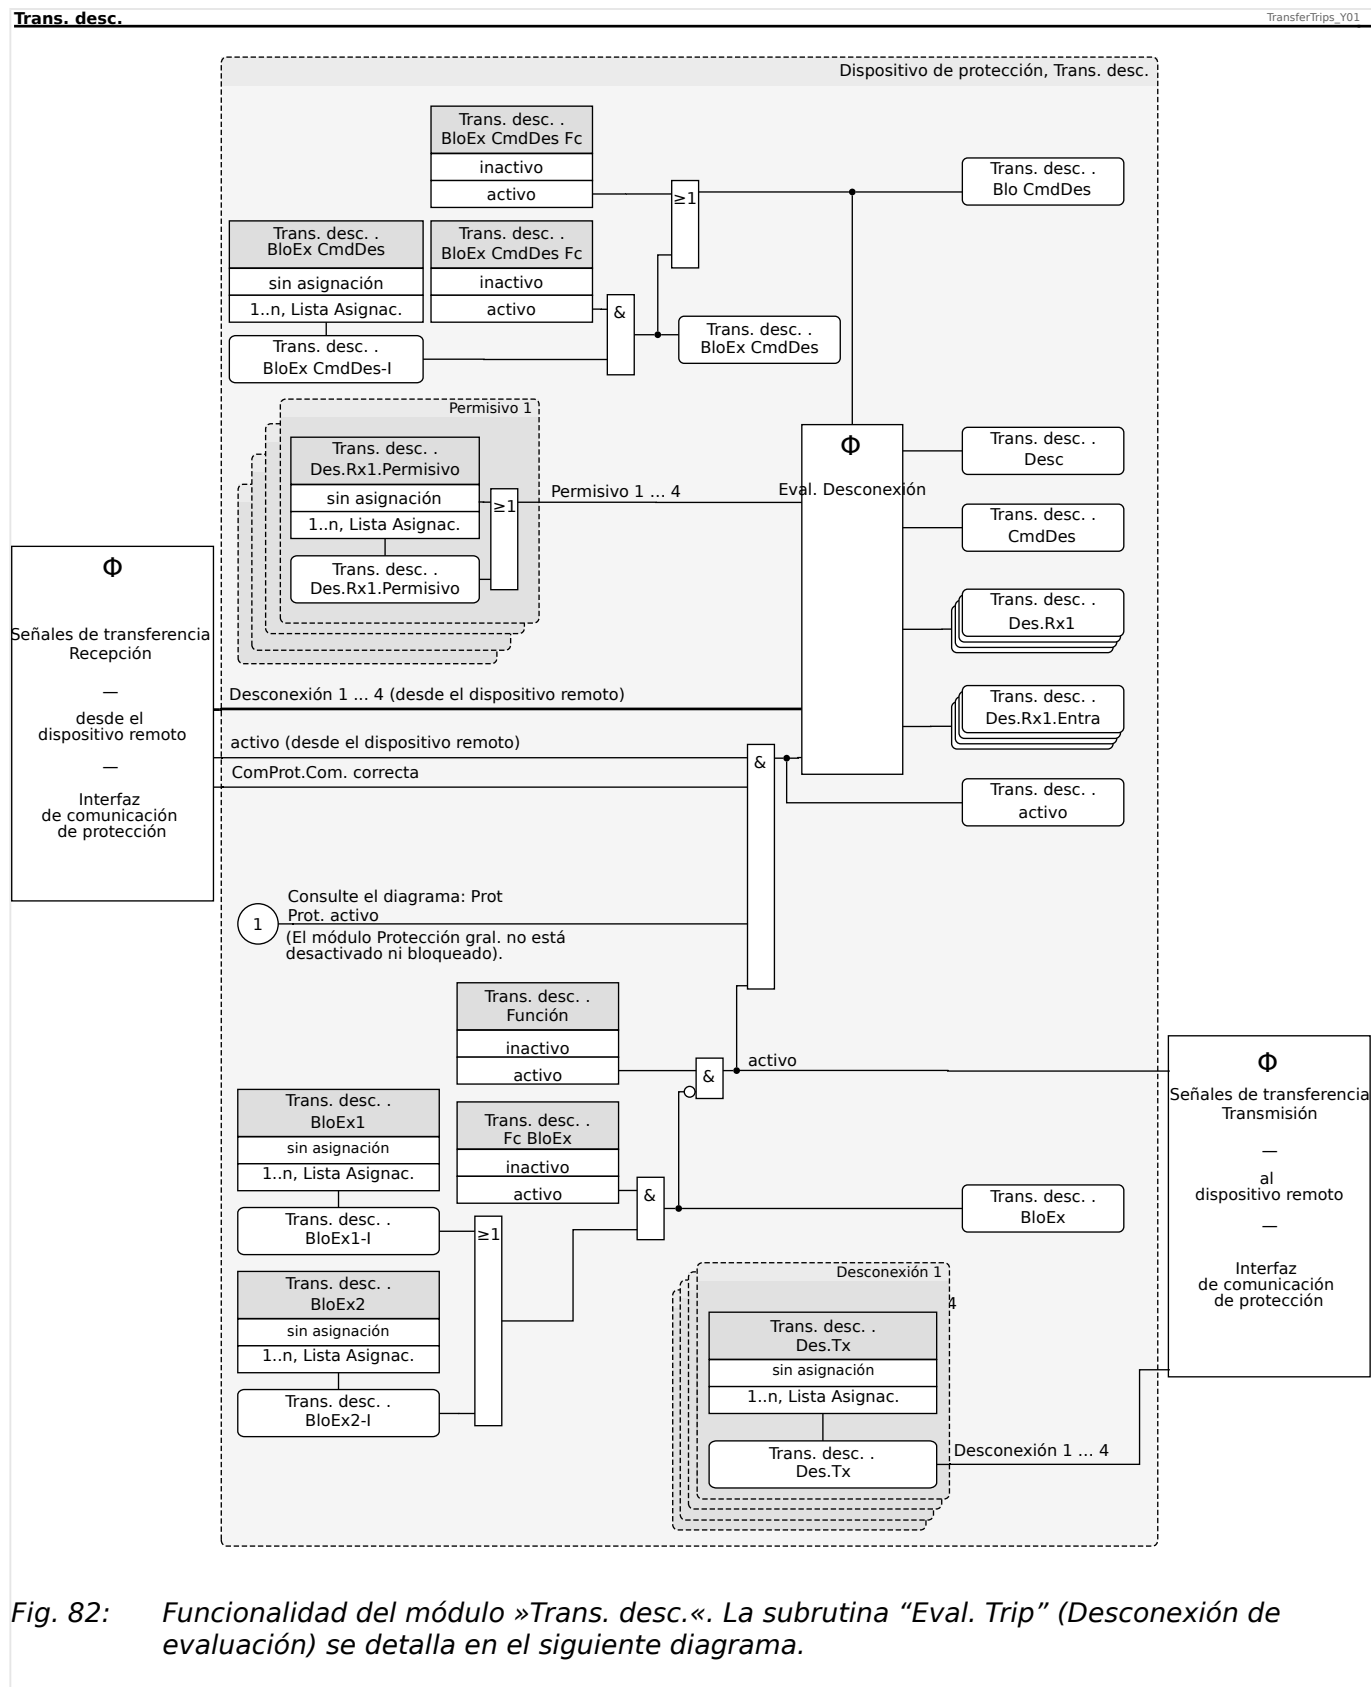 Trans. desc.
TransferTrips_Y01
Dispositivo de protección, Trans. desc.
Trans. desc. .
BloEx CmdDes Fc
inactivo
activo
≥1
Trans. desc. .
Blo CmdDes
Trans. desc. .
BloEx CmdDes
sin asignación
1..n, Lista Asignac.
Trans. desc. .
BloEx CmdDes-I
Trans. desc. .
BloEx CmdDes Fc
inactivo
activo
&
Trans. desc. .
BloEx CmdDes
Permisivo 1
Trans. desc. .
Des.Rx1.Permisivo
sin asignación
1..n, Lista Asignac.
Trans. desc. .
Des.Rx1.Permisivo
≥1
Permisivo 1 ... 4
Φ
Eval. Desconexión
Trans. desc. .
Desc
Trans. desc. .
CmdDes
Trans. desc. .
Des.Rx1
Trans. desc. .
Des.Rx1.Entra
Trans. desc. .
activo
Φ
Señales de transferencia
Recepción
—
desde el
dispositivo remoto
—
Interfaz
de comunicación
de protección
Desconexión 1 ... 4 (desde el dispositivo remoto)
activo (desde el dispositivo remoto)
ComProt.Com. correcta
&
1
Consulte el diagrama: Prot
Prot. activo
(El módulo Protección gral. no está
desactivado ni bloqueado).
Trans. desc. .
Función
inactivo
activo
&
activo
Trans. desc. .
BloEx1
sin asignación
1..n, Lista Asignac.
Trans. desc. .
BloEx1-I
Trans. desc. .
Fc BloEx
inactivo
activo
&
≥1
Trans. desc. .
BloEx
Trans. desc. .
BloEx2
sin asignación
1..n, Lista Asignac.
Trans. desc. .
BloEx2-I
Desconexión 1
4
Trans. desc. .
Des.Tx
sin asignación
1..n, Lista Asignac.
Trans. desc. .
Des.Tx
Desconexión 1 ... 4
Φ
Señales de transferencia
Transmisión
—
al
dispositivo remoto
—
Interfaz
de comunicación
de protección
Fig. 82: Funcionalidad del módulo »Trans. desc.«. La subrutina “Eval. Trip” (Desconexión de
evaluación) se detalla en el siguiente diagrama.